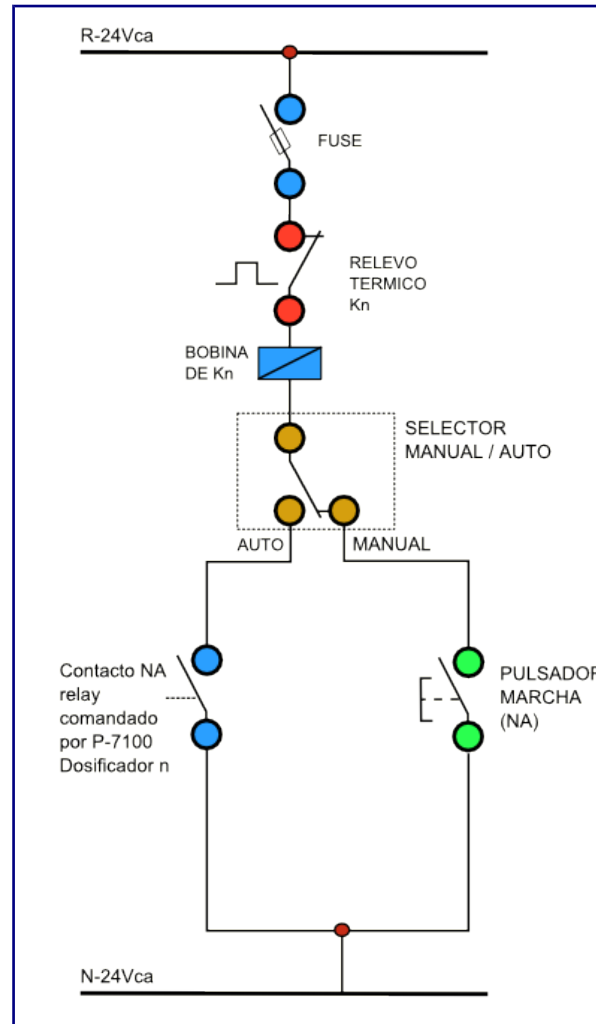 R-24Vca
FUSE
RELEVO
TERMICO
Kn
BOBINA
DE Kn
SELECTOR
MANUAL / AUTO
AUTO
MANUAL
Contacto NA
relay
comandado
por P-7100
Dosificador n
PULSADOR
MARCHA
(NA)
N-24Vca